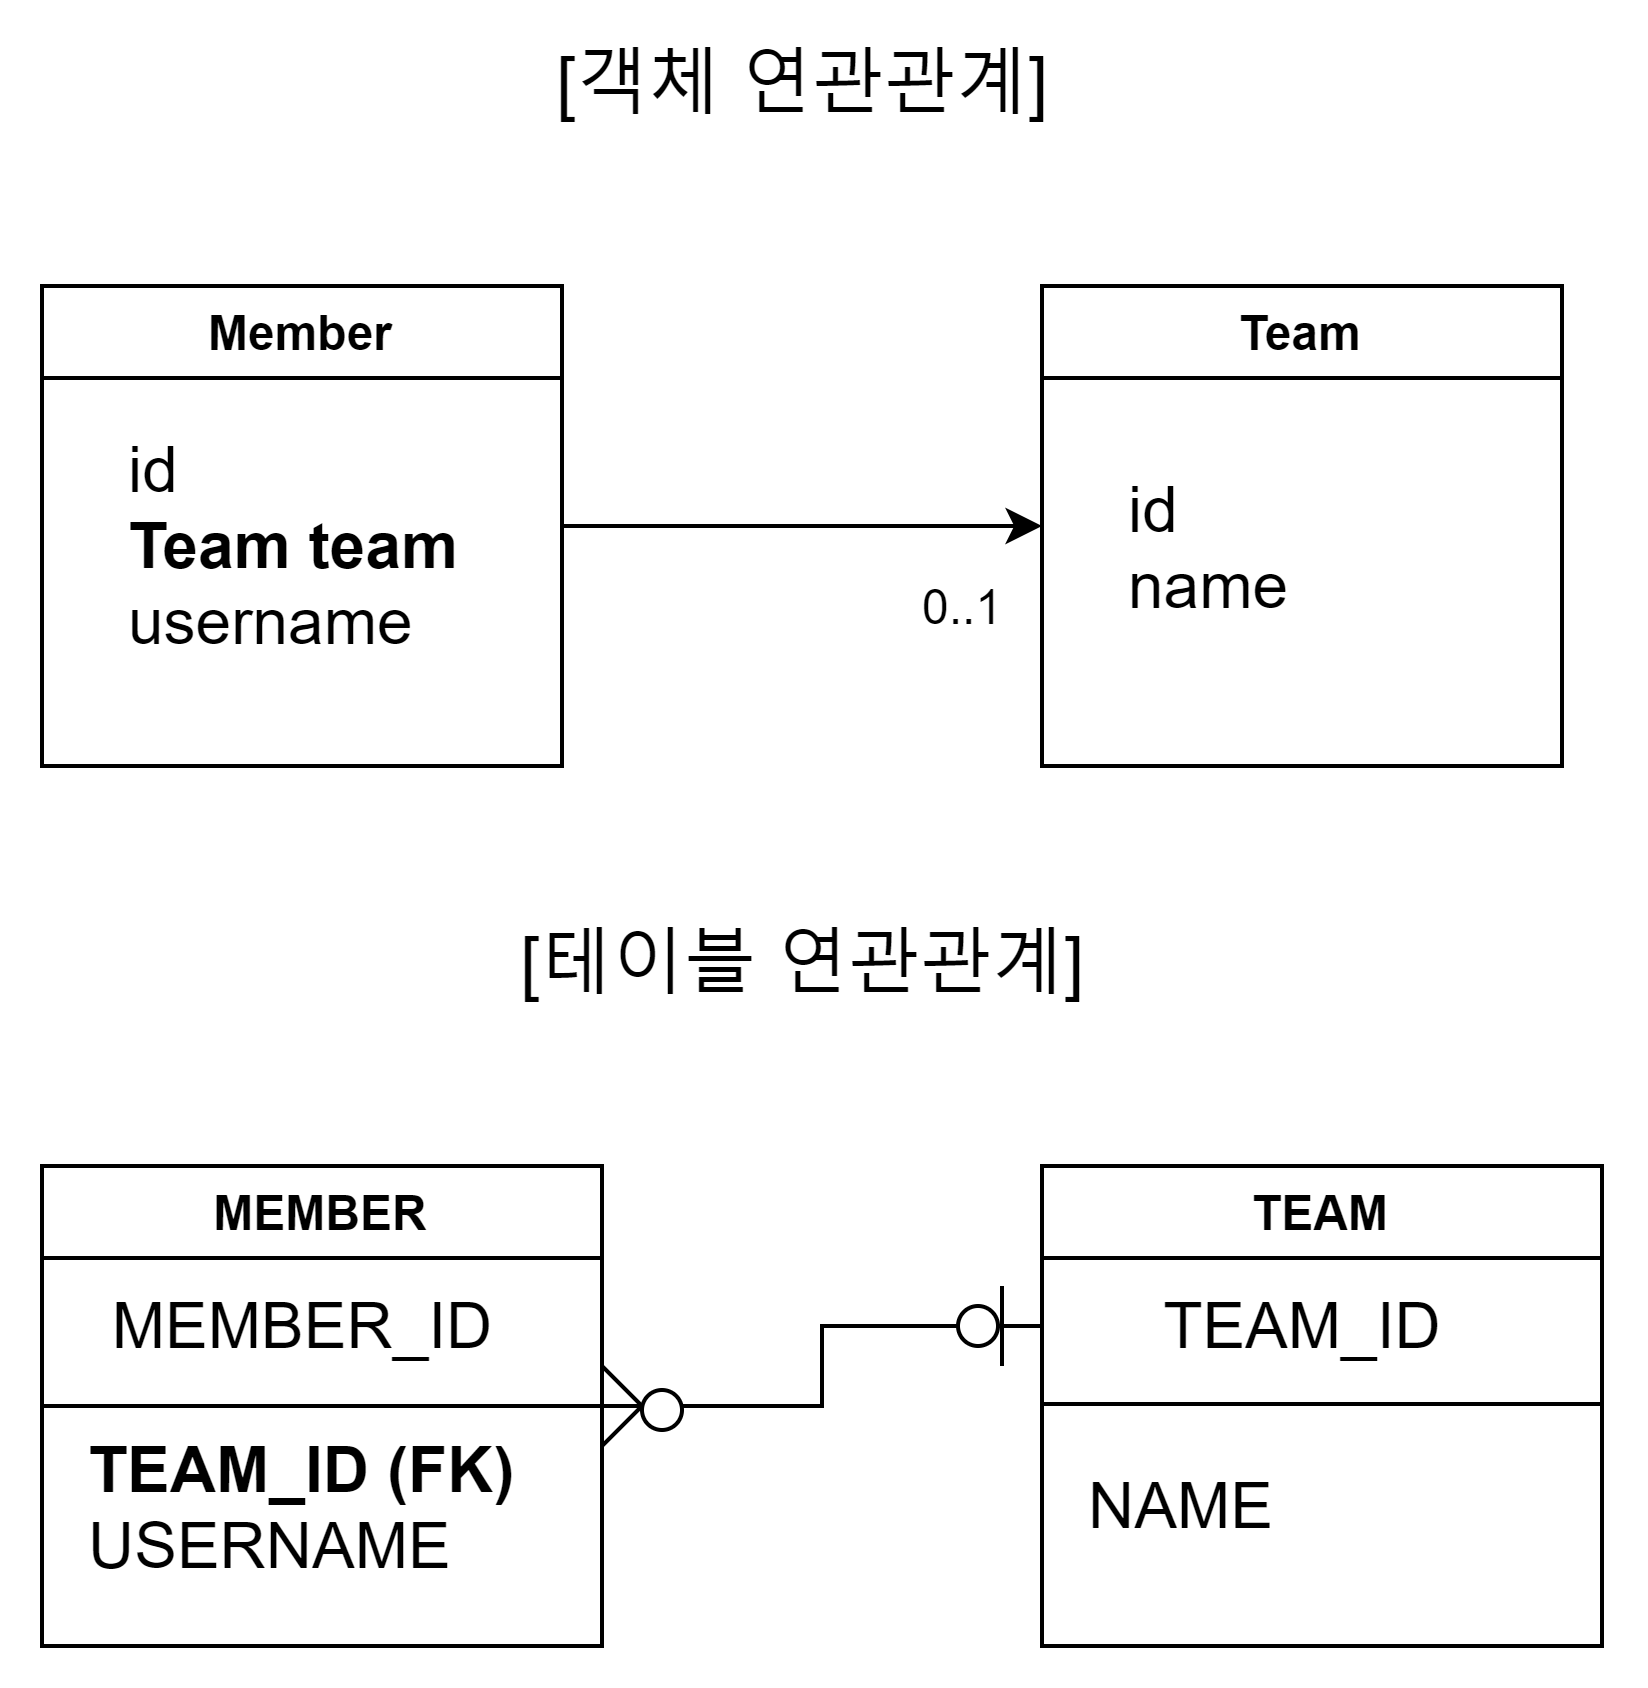 [객체 연관관계]
Member
id
Team team
username
0..1
Team
id
name
[테이블 연관관계]
MEMBER
MEMBER_ID
TEAM_ID (FK)
USERNAME
TEAM
TEAM_ID
NAME